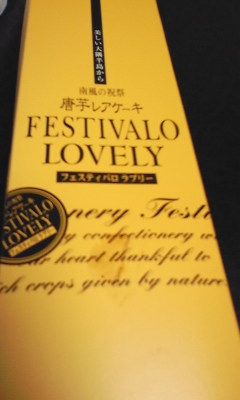 美しい大隅半島から
南風の祝祭
唐芋レアケーキ
FESTIVALO
LOVELY
フェスティバロ ラブリー
FESTIVALO
LOVELY
nery Festi
y confectionery w
ur heart thankful to
ch crops given by nature